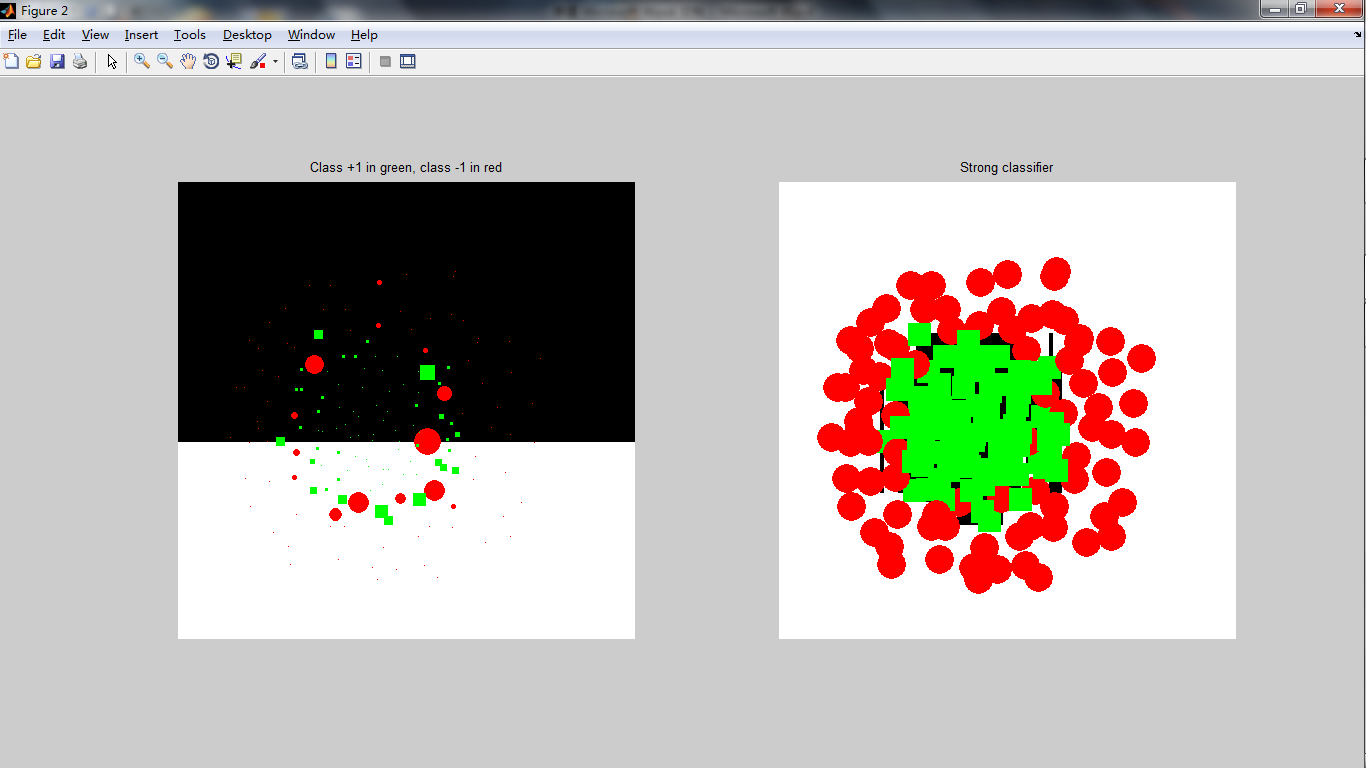 Figure 2
File Edit View Insert Tools Desktop Window Help
Class +1 in green, class -1 in red
Strong classifier